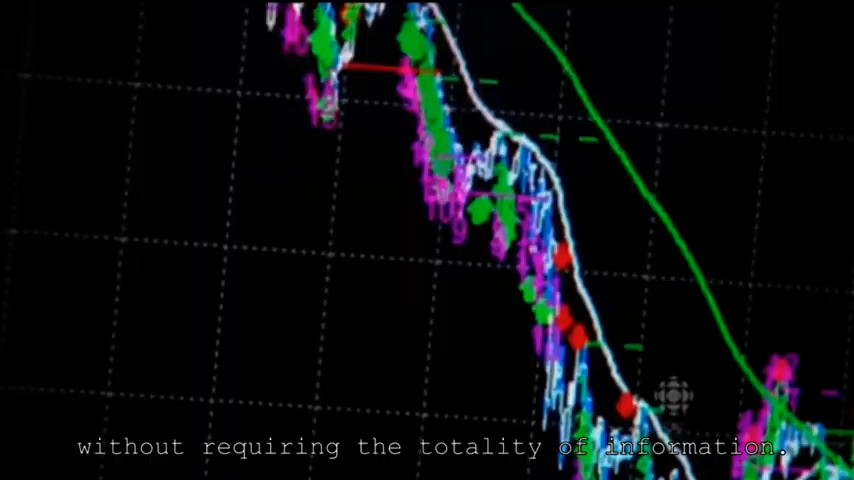 without requiring the totality of information.